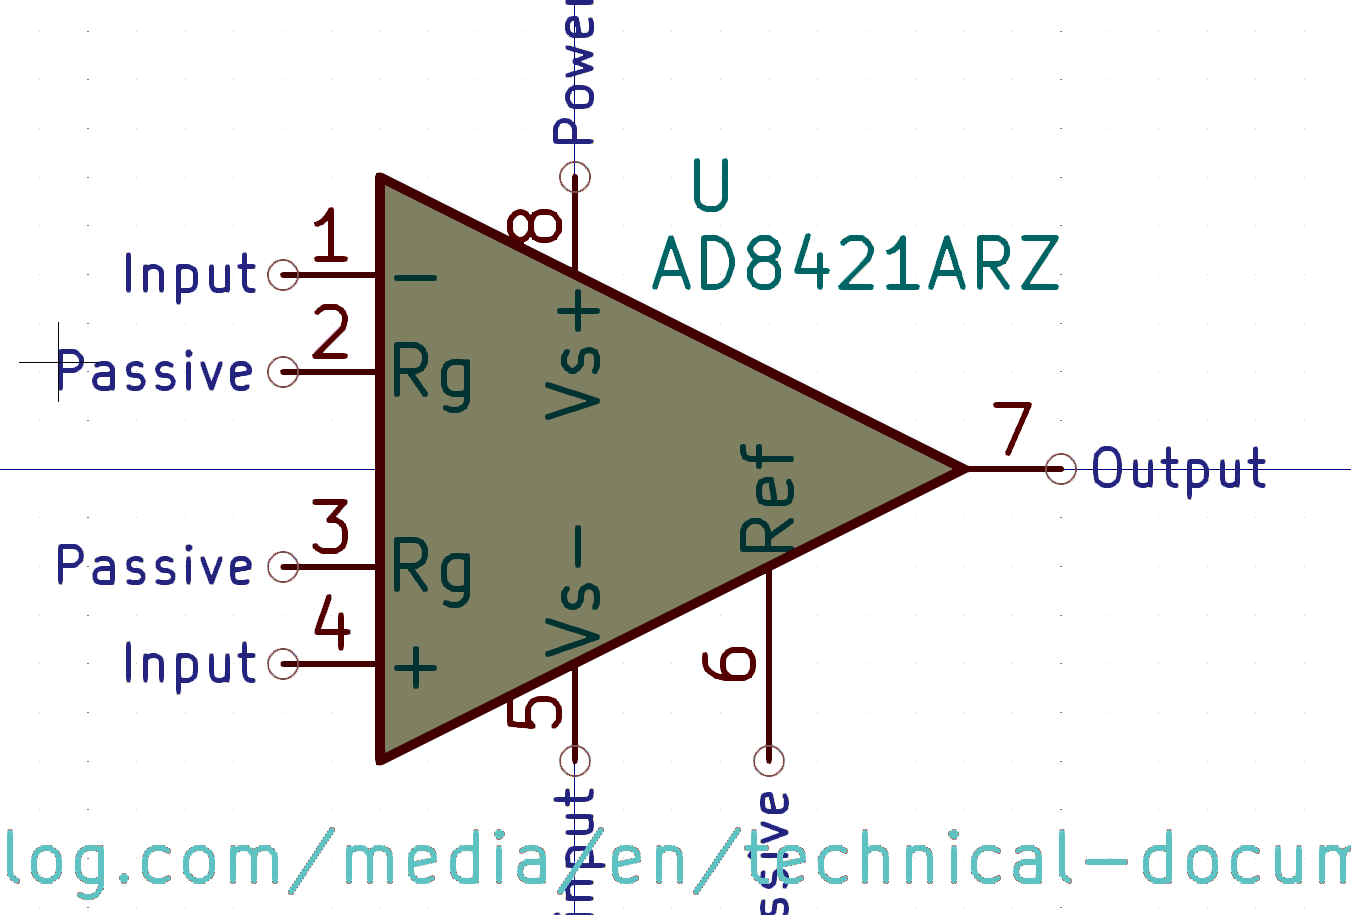 Power
U
AD8421ARZ
8
1
Input
−
2
Passive
Rg
Vs+
7
Output
Ref
3
Passive
Rg
Vs−
4
Input
+
6
5
input
ssive
log.com/media/en/technical-docum